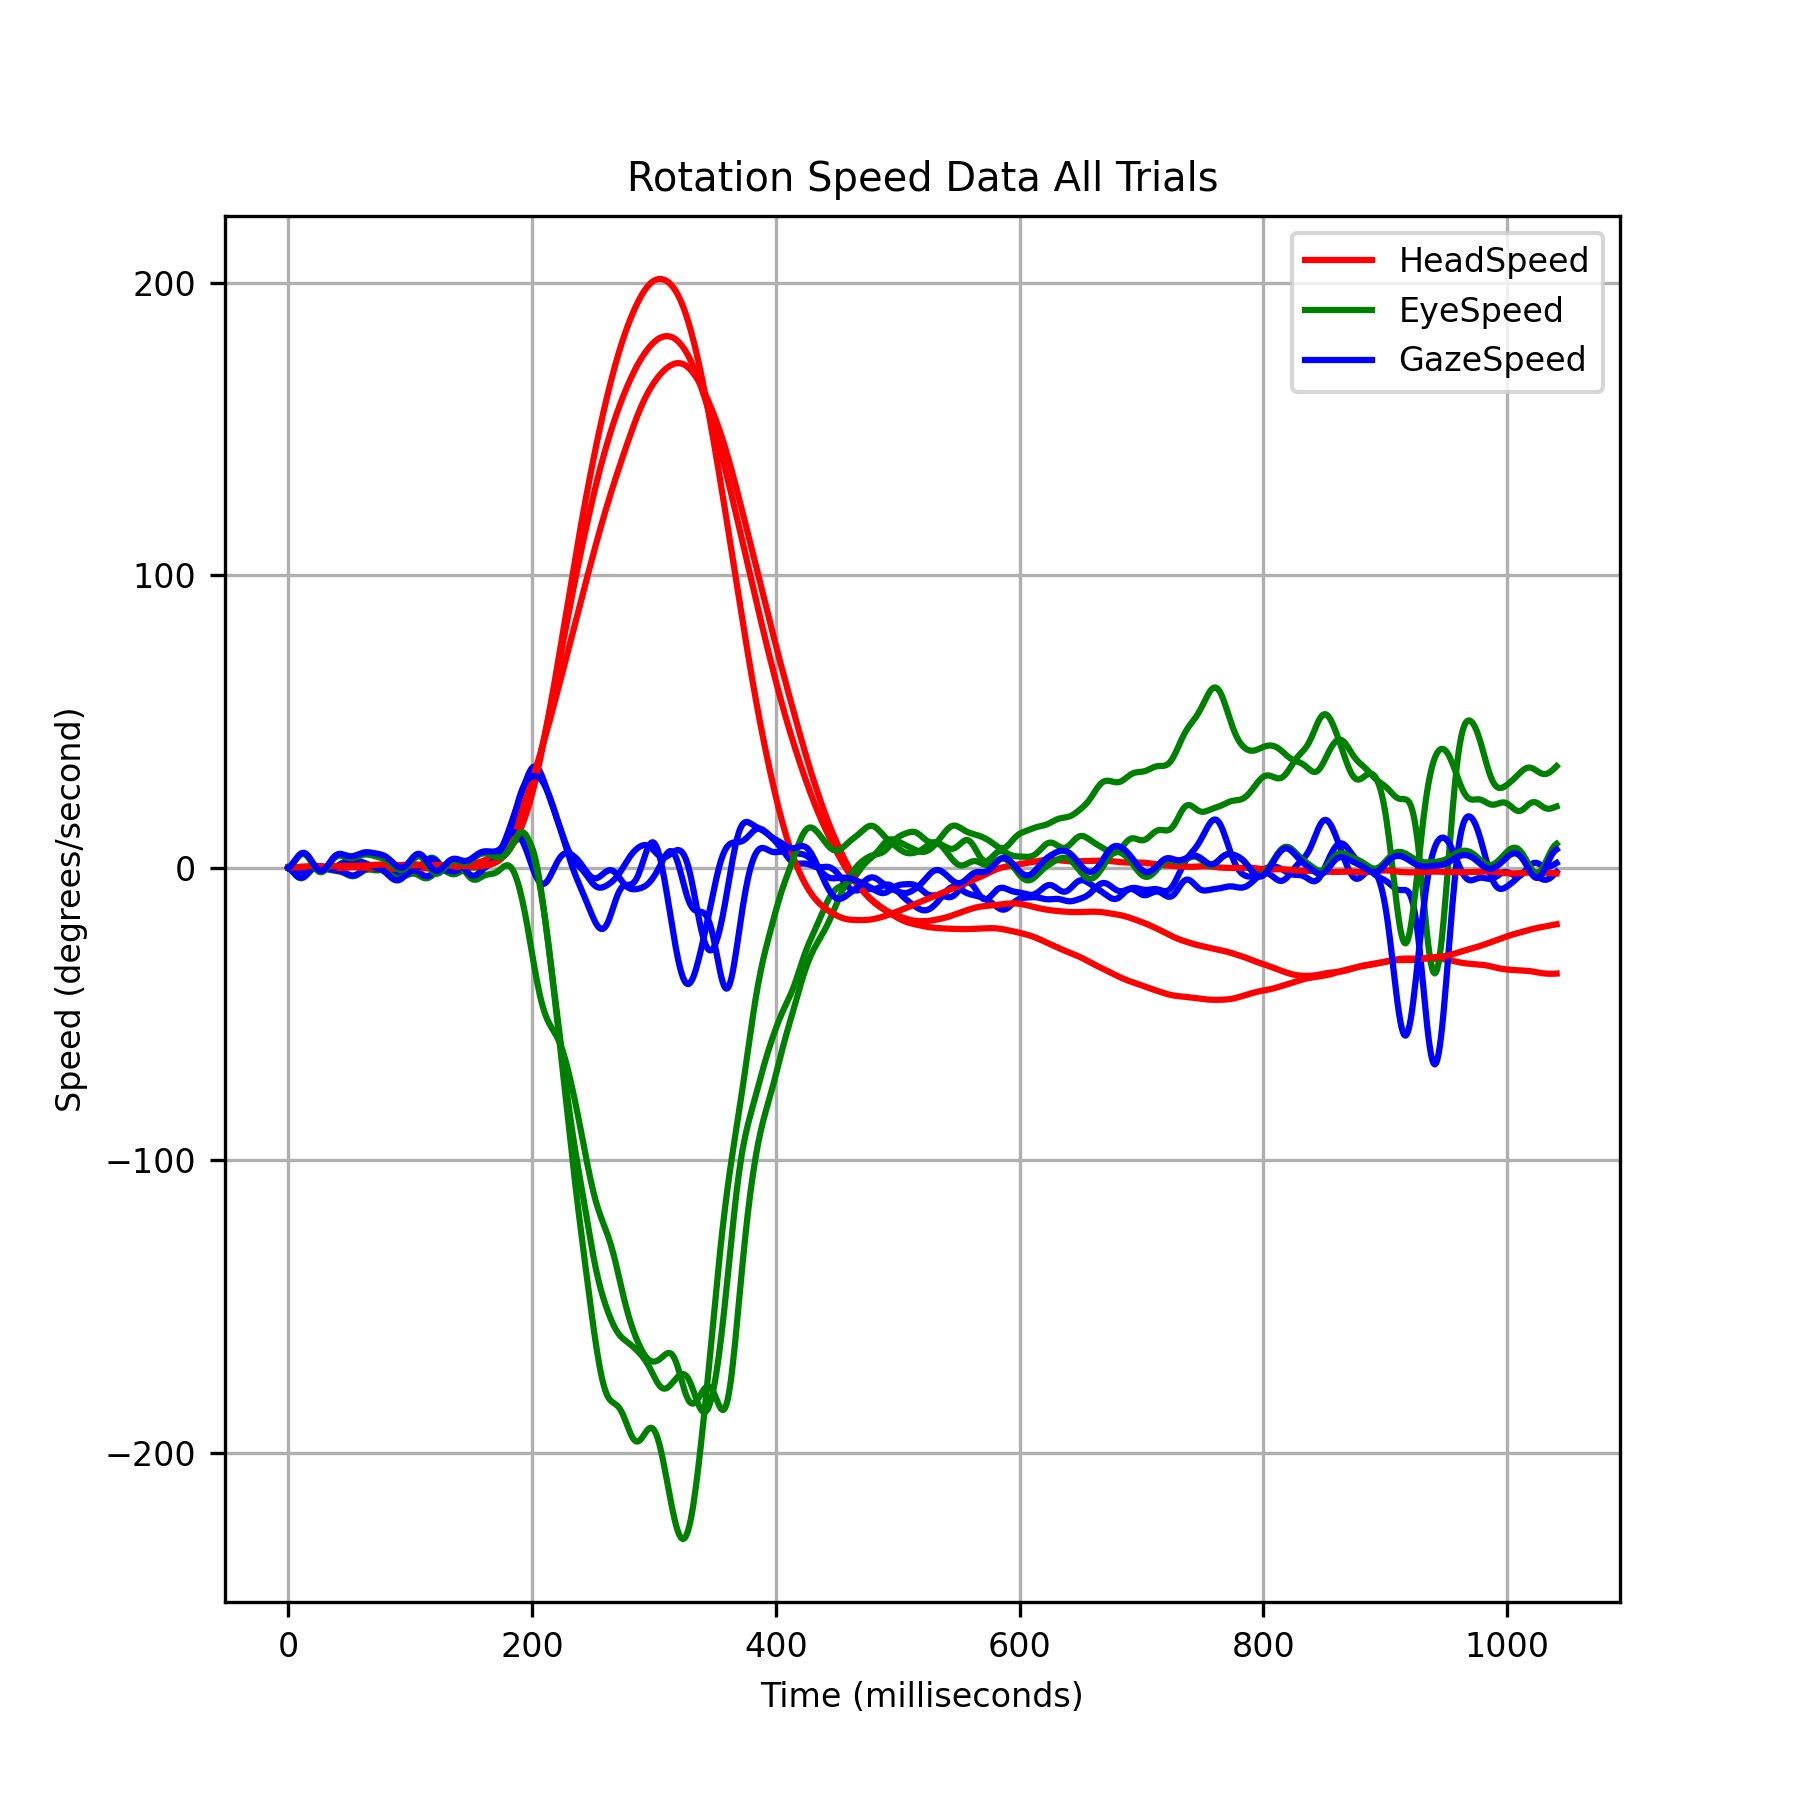 Rotation Speed Data All Trials
HeadSpeed
EyeSpeed
GazeSpeed
200
100
0
−100
−200
Speed (degrees/second)
0 200 400 600 800 1000
Time (milliseconds)